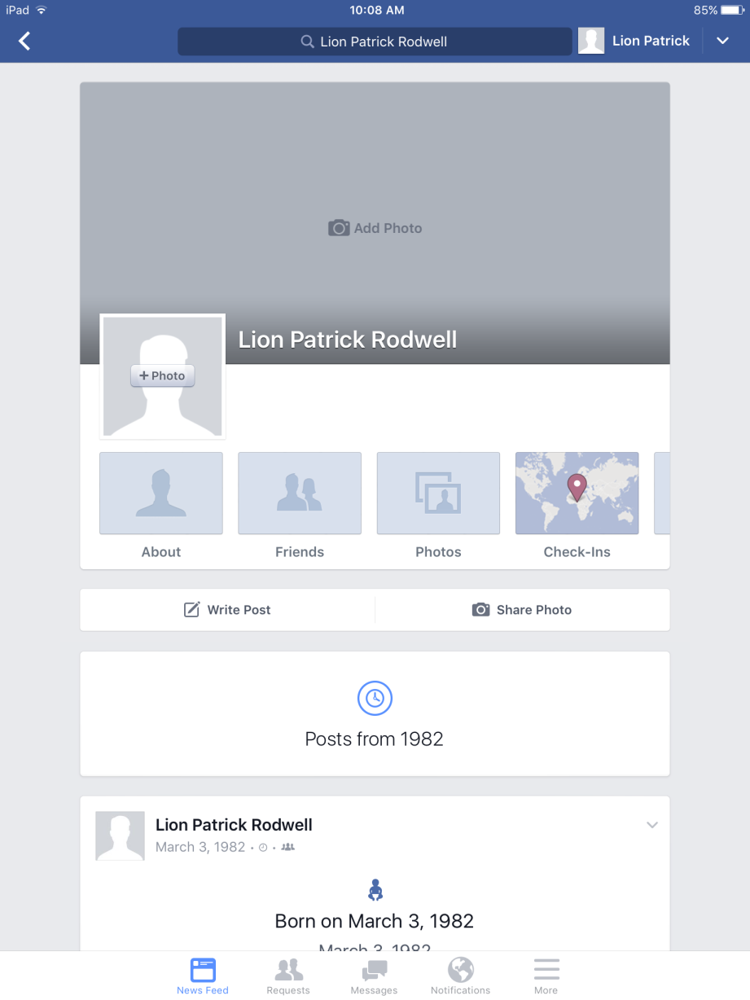 iPad 10:08 AM 85%
Lion Patrick Rodwell Lion Patrick
Add Photo
Lion Patrick Rodwell
+ Photo
About Friends Photos Check-Ins
Write Post Share Photo
Posts from 1982
Lion Patrick Rodwell
March 3, 1982
Born on March 3, 1982
March 3, 1982
News Feed Requests Messages Notifications More